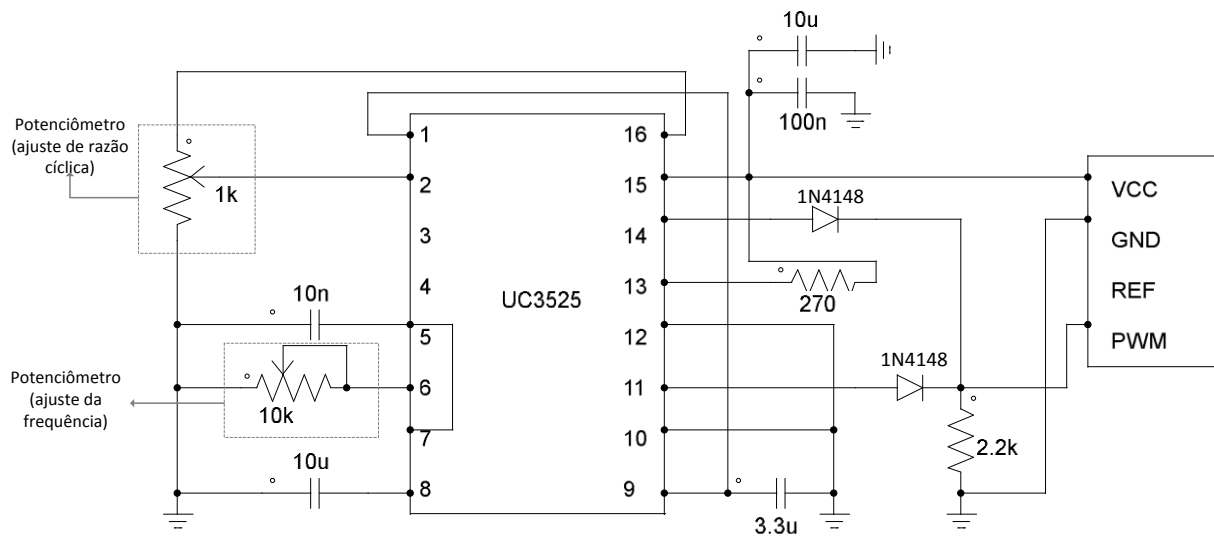 10u
100n
Potenciômetro
(ajuste de razão
cíclica)
1k
1
2
3
4
5
6
7
8
UC3525
16
15
14
13
12
11
10
9
1N4148
270
1N4148
VCC
GND
REF
PWM
10n
Potenciômetro
(ajuste da
frequência)
10k
10u
2.2k
3.3u